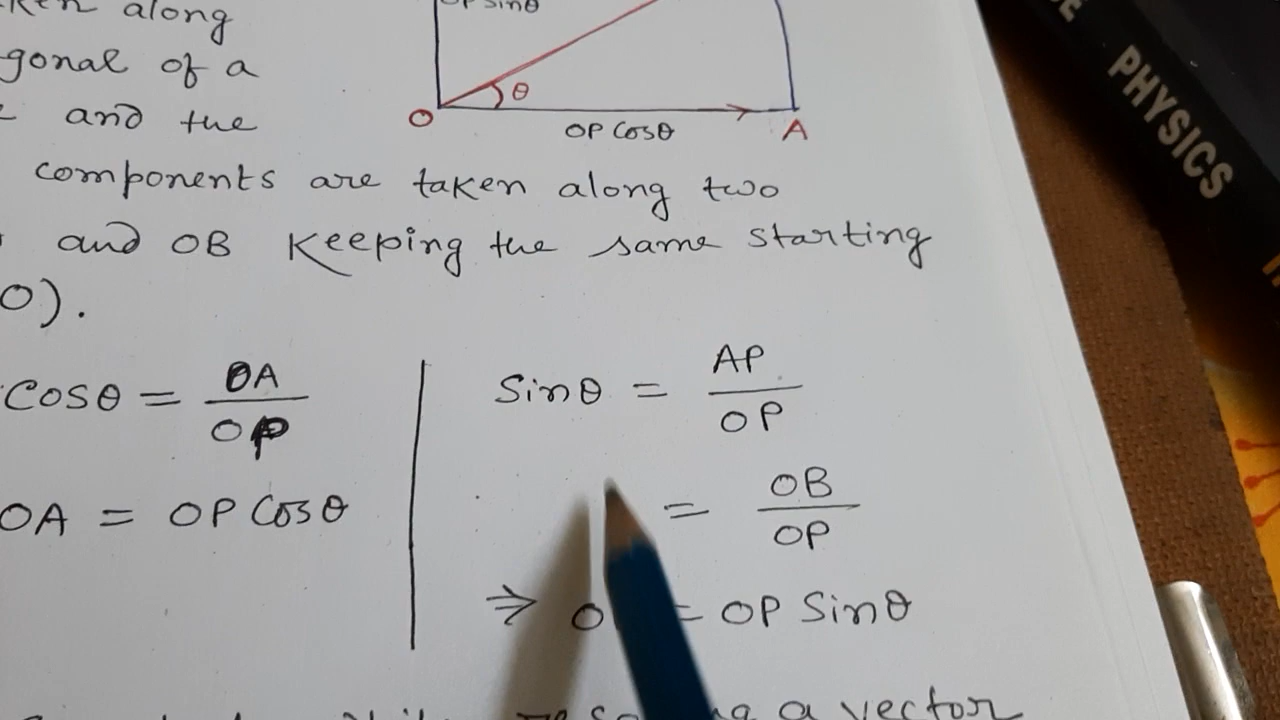 along
OP Sinθ
gonal of a
θ
and the
O
OP Cosθ
A
components are taken along two
and OB Keeping the same starting
O).
Cosθ = OA/OP
Sinθ = AP/OP
= OB/OP
OA = OP Cosθ
⇒ O = OP Sinθ
a vector
PHYSICS